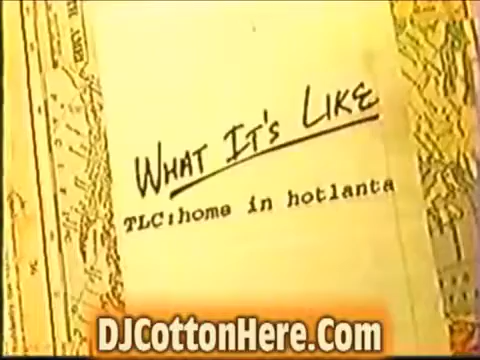 WHAT IT'S LIKE
TLC:home in hotlanta
DJCottonHere.Com